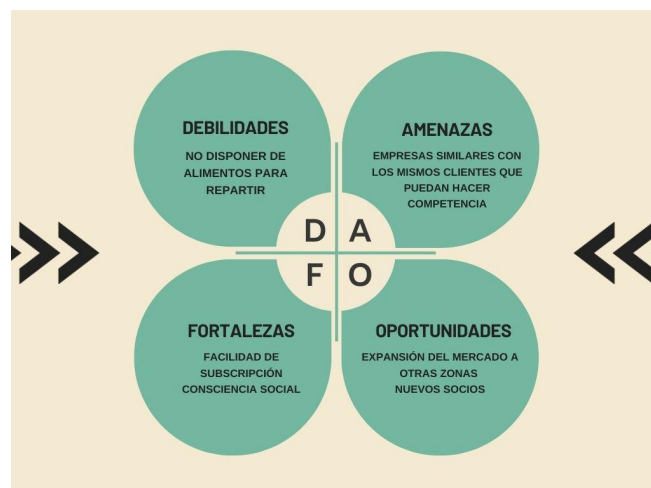 DEBILIDADES
NO DISPONER DE
ALIMENTOS PARA
REPARTIR
AMENAZAS
EMPRESAS SIMILARES CON
LOS MISMOS CLIENTES QUE
PUEDAN HACER
COMPETENCIA
D A
F O
FORTALEZAS
FACILIDAD DE
SUBSCRIPCIÓN
CONSCIENCIA SOCIAL
OPORTUNIDADES
EXPANSIÓN DEL MERCADO A
OTRAS ZONAS
NUEVOS SOCIOS